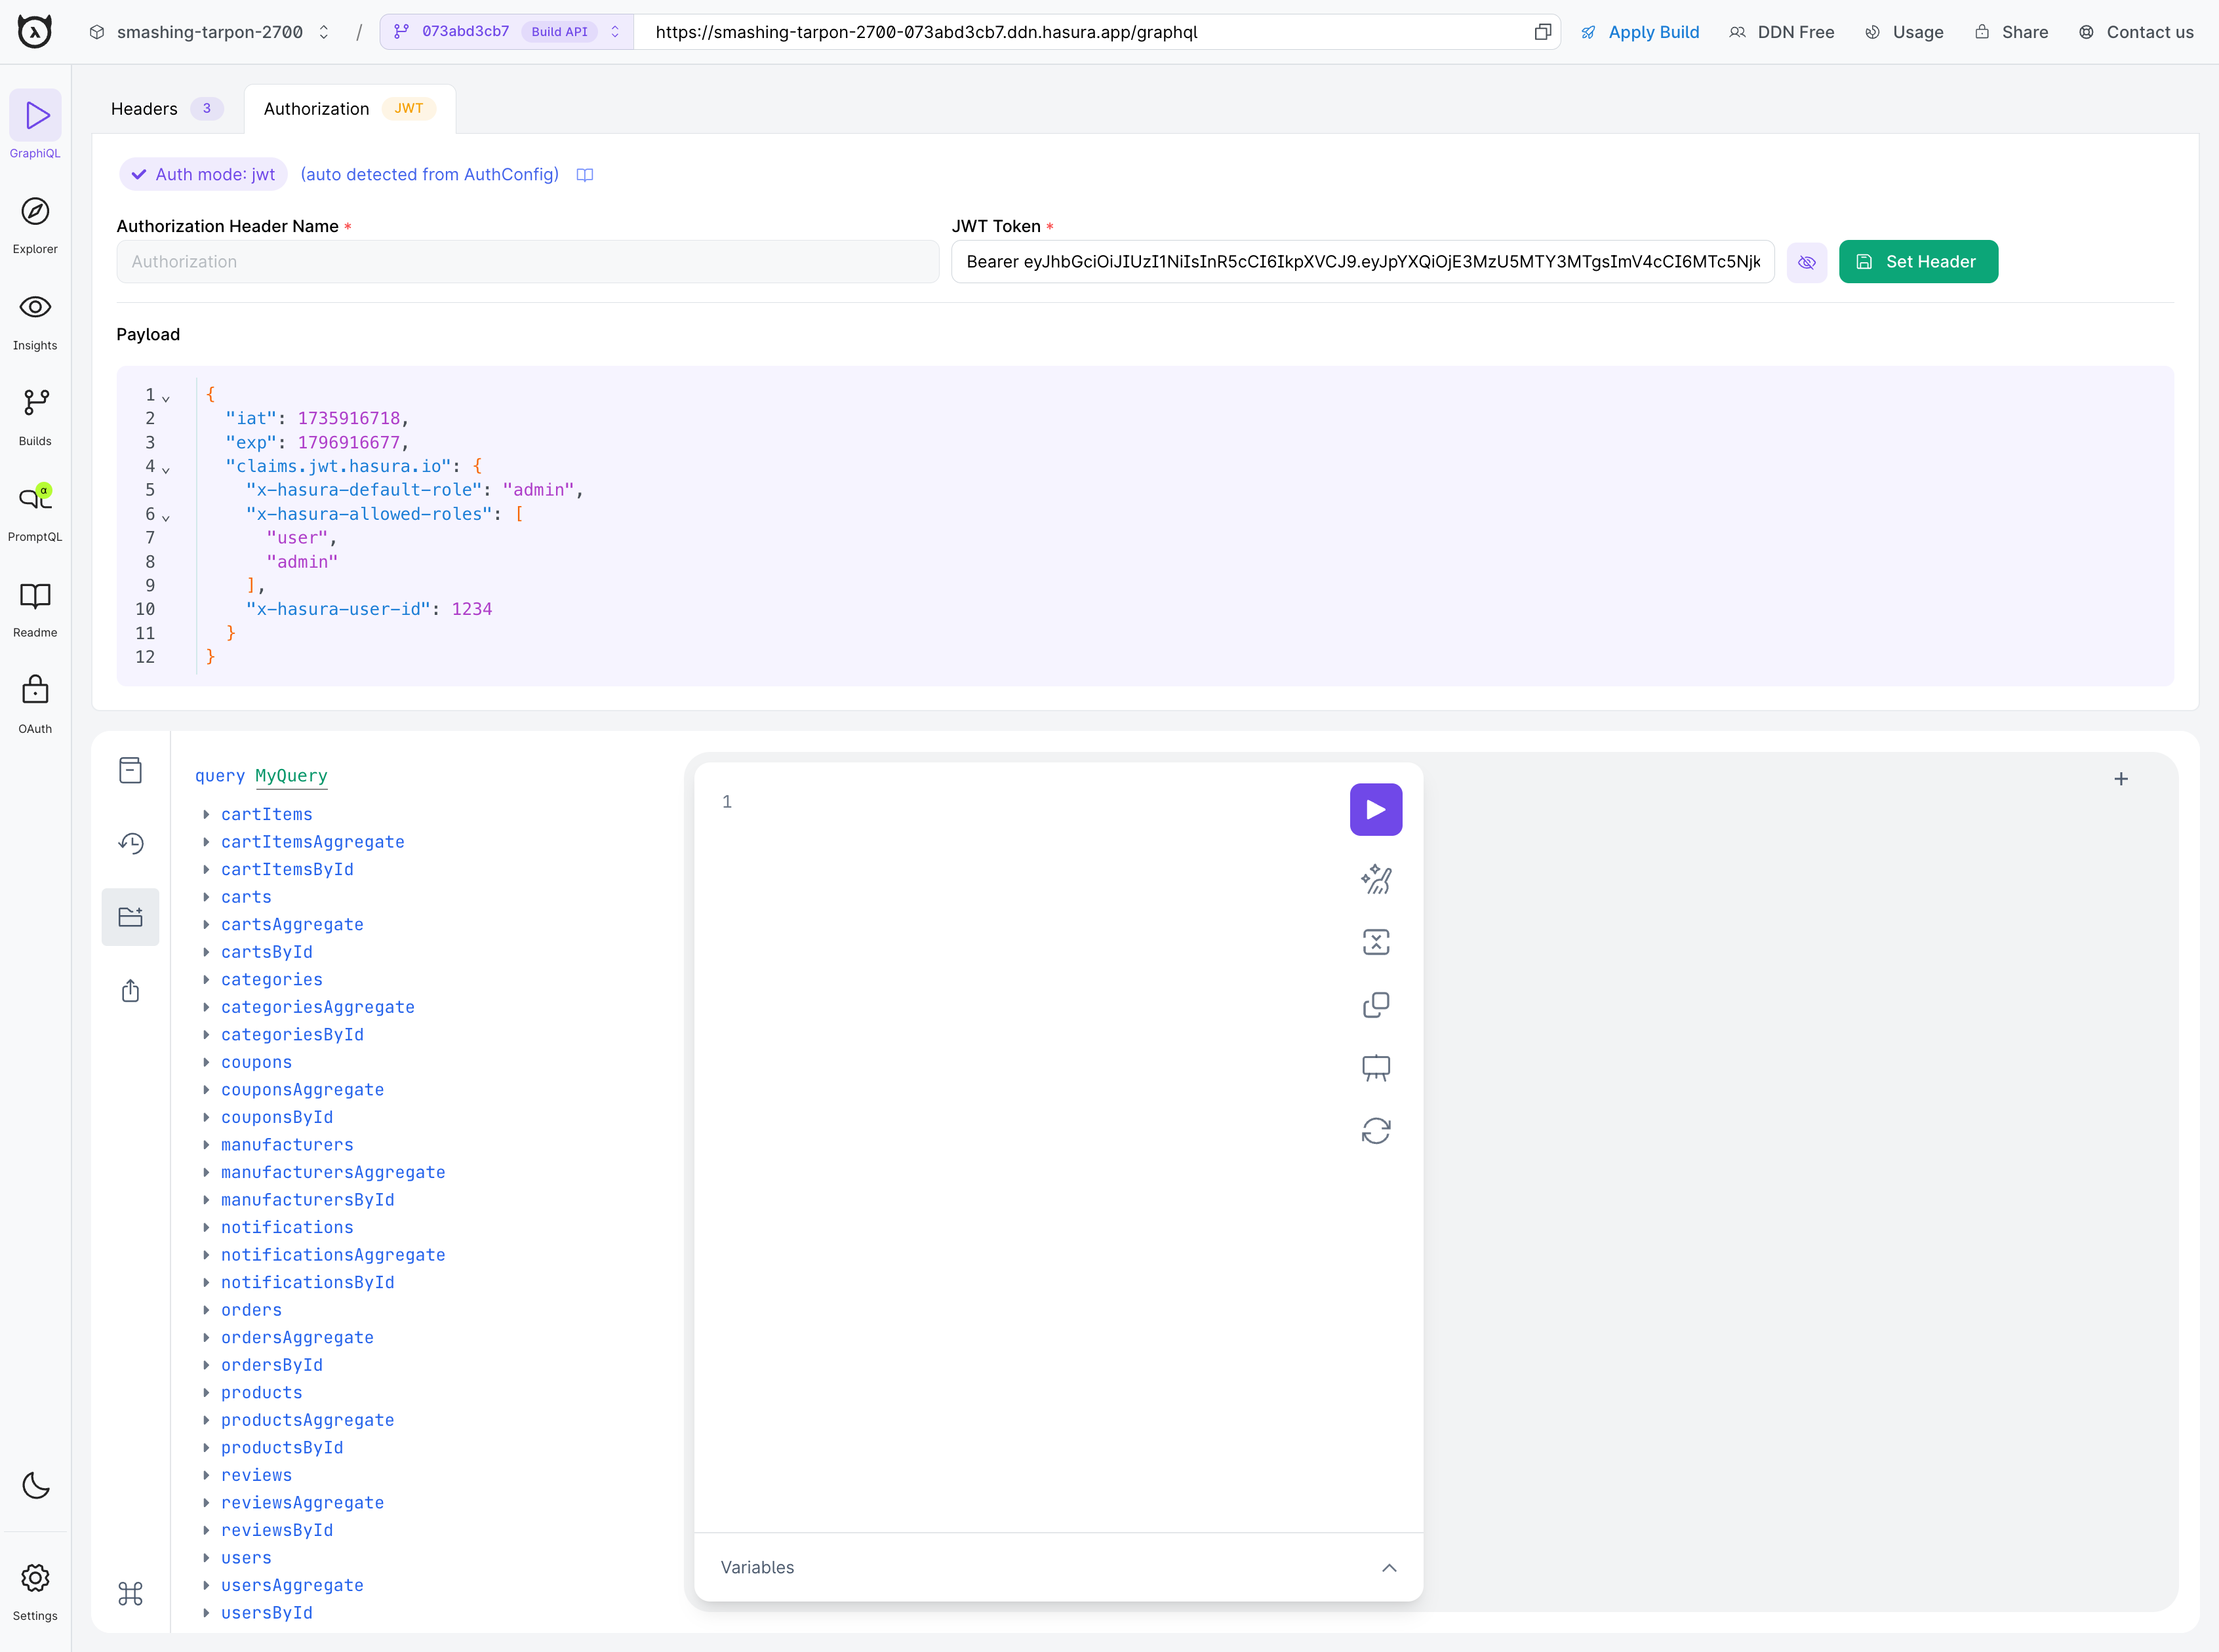 smashing-tarpon-2700 / 073abd3cb7 Build API https://smashing-tarpon-2700-073abd3cb7.ddn.hasura.app/graphql Apply Build DDN Free Usage Share Contact us
GraphiQL
Explorer
Insights
Builds
α
PromptQL
Readme
OAuth
Settings
Headers 3 Authorization JWT
Auth mode: jwt (auto detected from AuthConfig)
Authorization Header Name *
Authorization
JWT Token *
Bearer eyJhbGciOiJIUzI1NiIsInR5cCI6IkpXVCJ9.eyJpYXQiOjE3MzU5MTY3MTgsImV4cCI6MTc5Njk
Set Header
Payload
1 {
2 "iat": 1735916718,
3 "exp": 1796916677,
4 "claims.jwt.hasura.io": {
5 "x-hasura-default-role": "admin",
6 "x-hasura-allowed-roles": [
7 "user",
8 "admin"
9 ],
10 "x-hasura-user-id": 1234
11 }
12 }
query MyQuery
cartItems
cartItemsAggregate
cartItemsById
carts
cartsAggregate
cartsById
categories
categoriesAggregate
categoriesById
coupons
couponsAggregate
couponsById
manufacturers
manufacturersAggregate
manufacturersById
notifications
notificationsAggregate
notificationsById
orders
ordersAggregate
ordersById
products
productsAggregate
productsById
reviews
reviewsAggregate
reviewsById
users
usersAggregate
usersById
1
Variables